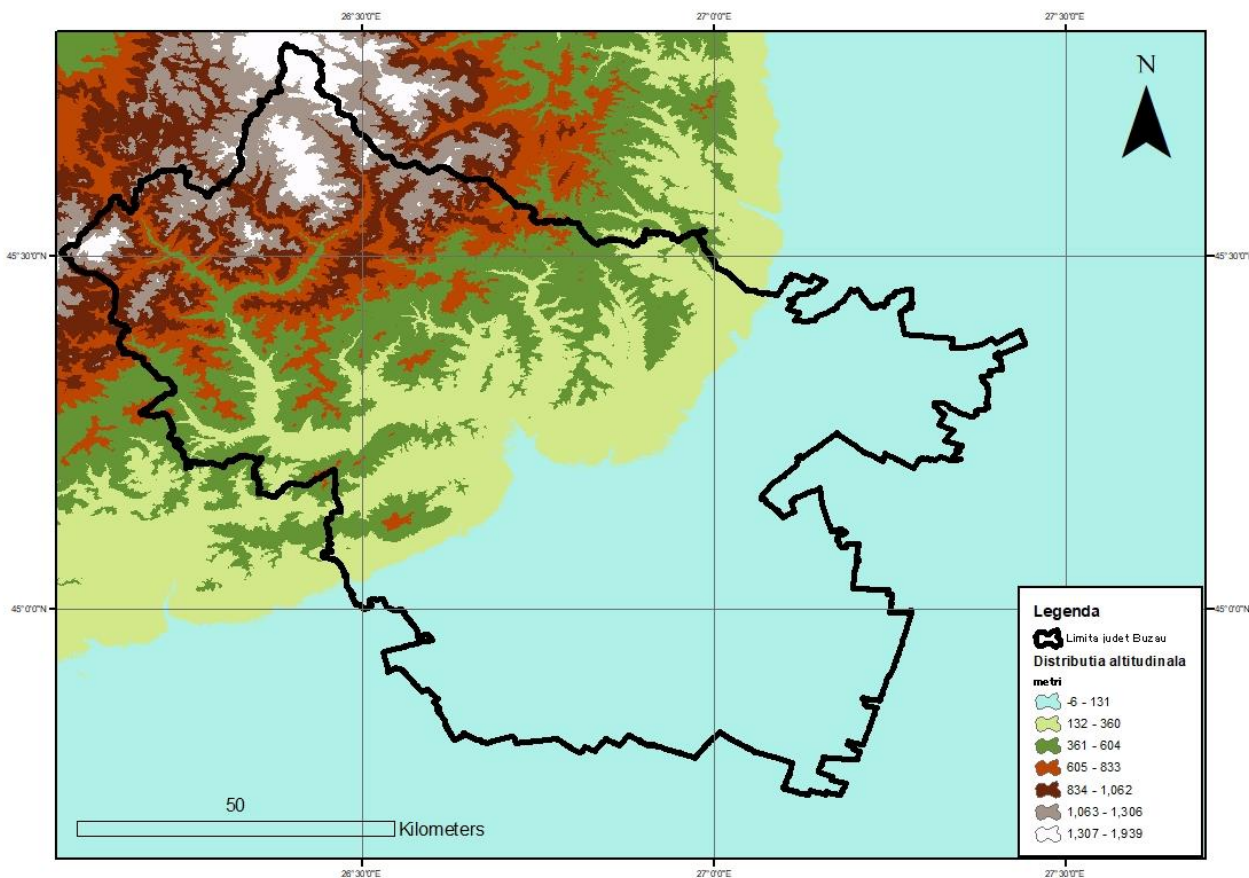 26°30'0"E
27°0'0"E
27°30'0"E
N
45°30'0"N
45°30'0"N
45°0'0"N
45°0'0"N
Legenda
Limita judet Buzau
Distributia altitudinala
metri
-6 - 131
132 - 360
361 - 604
605 - 833
834 - 1,062
1,063 - 1,306
1,307 - 1,939
50
Kilometers
26°30'0"E
27°0'0"E
27°30'0"E